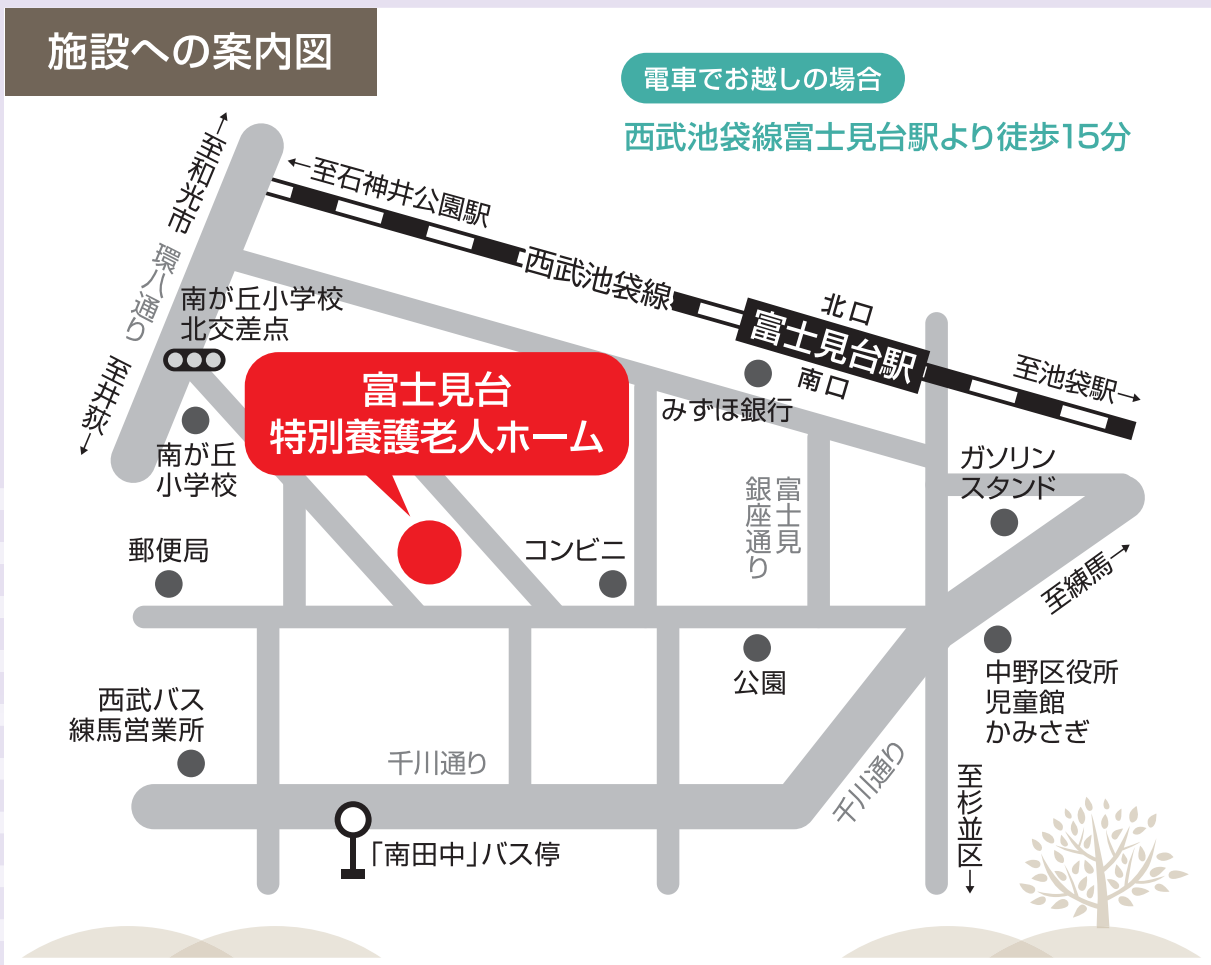 施設への案内図
電車でお越しの場合
西武池袋線富士見台駅より徒歩15分
↑至和光市
←至石神井公園駅
環八通り
西武池袋線
北口
富士見台駅
南口
至池袋駅→
南が丘小学校
北交差点
至井荻↓
富士見台
特別養護老人ホーム
みずほ銀行
南が丘
小学校
ガソリン
スタンド
富士見
銀座通り
郵便局
コンビニ
至練馬→
公園
中野区役所
児童館
かみさぎ
西武バス
練馬営業所
千川通り
千川通り
至杉並区↓
「南田中」バス停